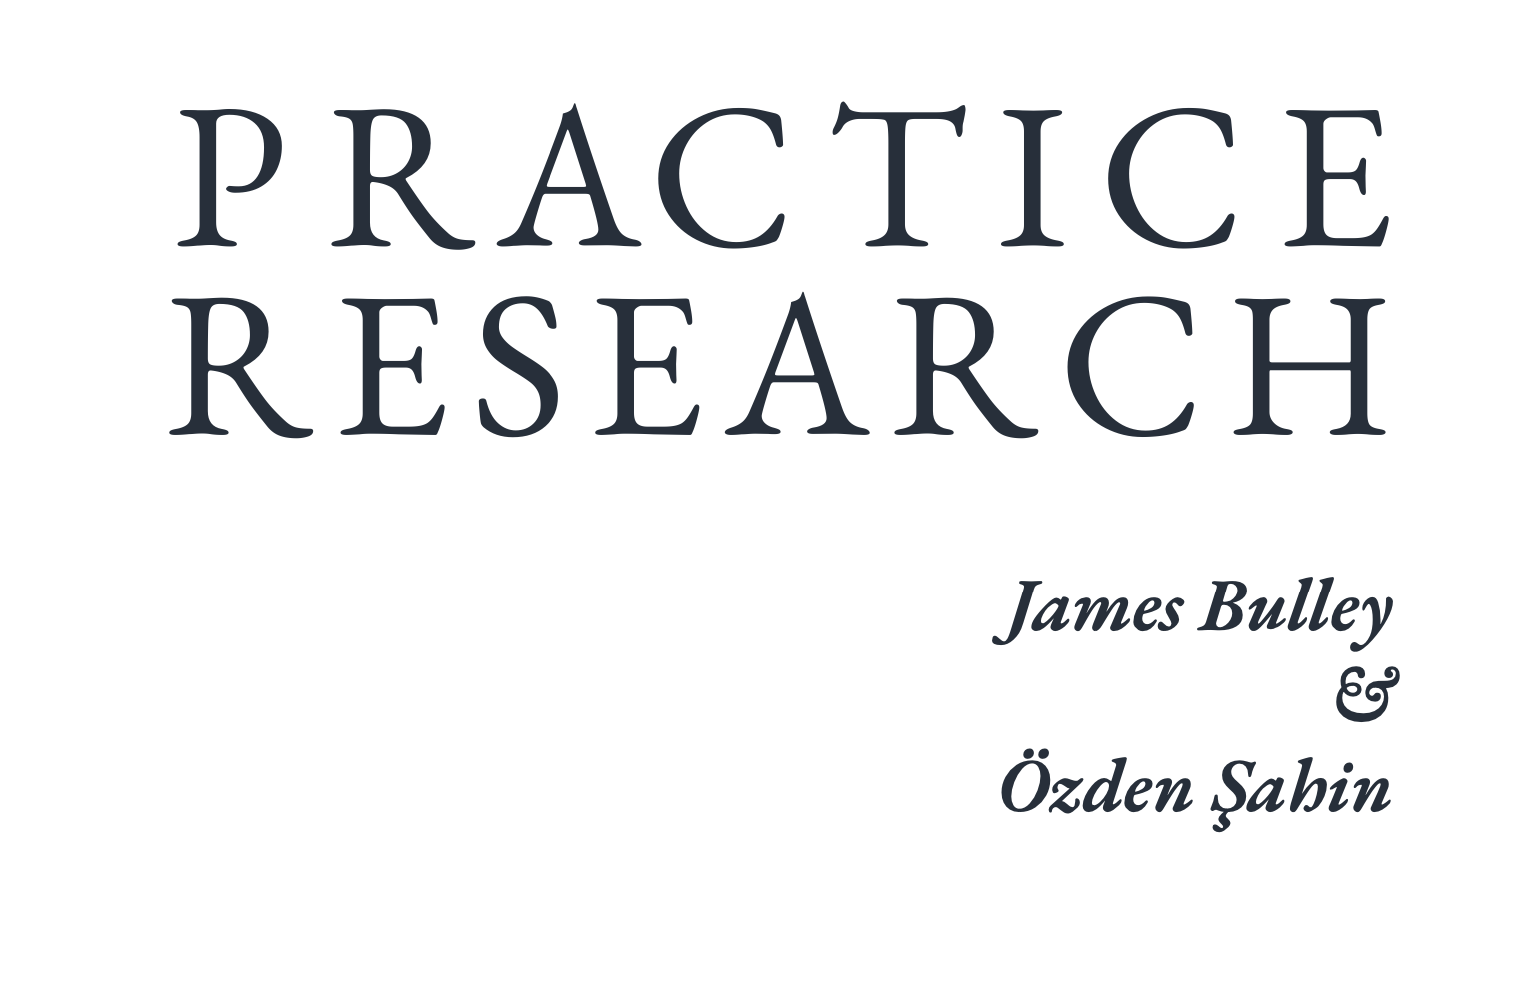 PRACTICE
RESEARCH
James Bulley
&
Özden Şahin